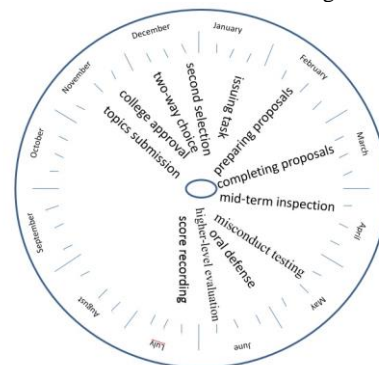 January
February
March
April
May
June
Luly
August
September
October
November
December
topics submission
college approval
two-way choice
second selection
issuing task
preparing proposals
completing proposals
mid-term inspection
misconduct testing
oral defense
higher-level evaluation
score recording